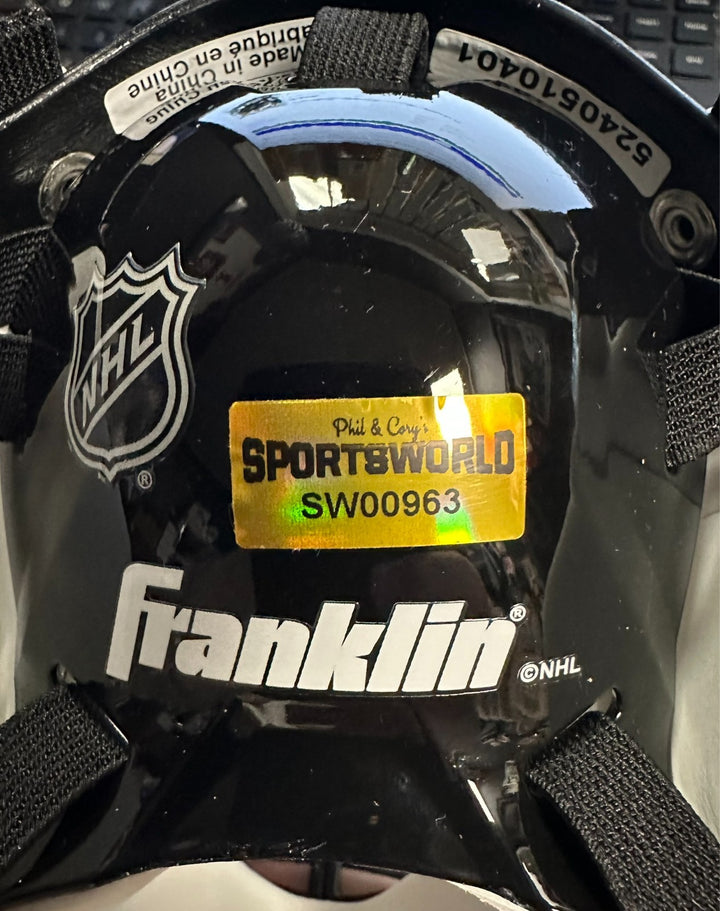 Made in China
Fabriqué en Chine
5240510401
NHL
®
Phil & Cory's
SPORTSWORLD
SW00963
franklin®
©NHL